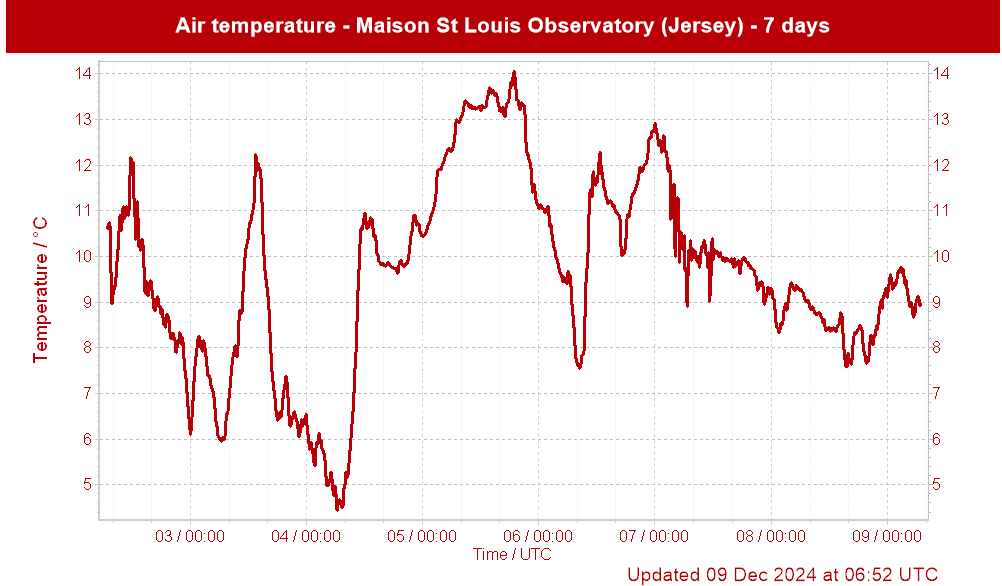 Air temperature - Maison St Louis Observatory (Jersey) - 7 days
14 14
13 13
12 12
11 11
10 10
9 9
8 8
7 7
6 6
5 5
Temperature / °C
03 / 00:00 04 / 00:00 05 / 00:00 06 / 00:00 07 / 00:00 08 / 00:00 09 / 00:00
Time / UTC
Updated 09 Dec 2024 at 06:52 UTC